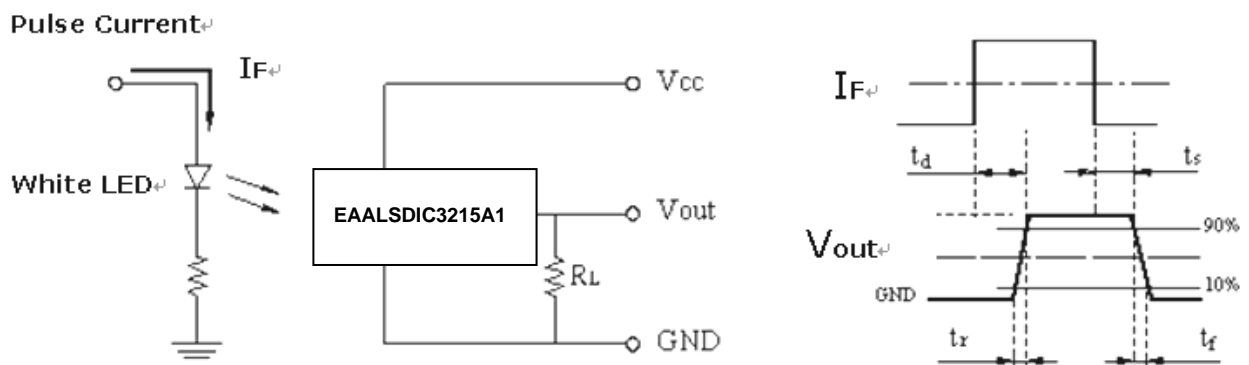 Pulse Current↵
IF↵
White LED↵
EAALSDIC3215A1
Vcc
Vout
RL
GND
IF↵
td
ts
Vout↵
90%
10%
GND
tr
tf